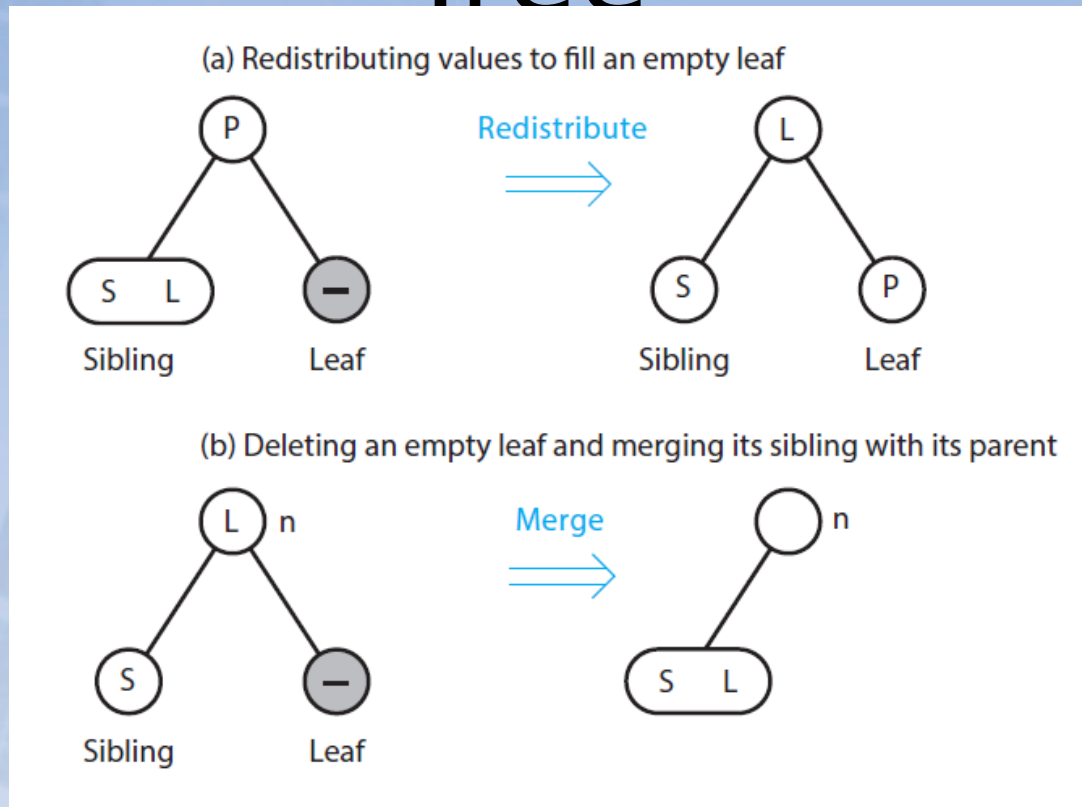 (a) Redistributing values to fill an empty leaf
P
Redistribute
L
S L
–
S
P
Sibling
Leaf
Sibling
Leaf
(b) Deleting an empty leaf and merging its sibling with its parent
L n
Merge
n
S
–
S L
Sibling
Leaf